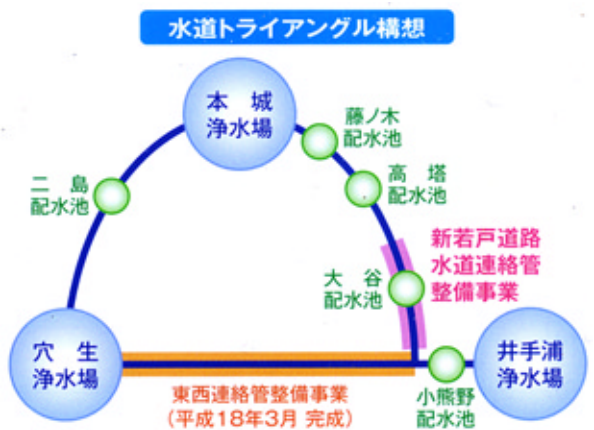 水道トライアングル構想
本 城
浄水場
藤ノ木
配水池
高 塔
配水池
二 島
配水池
新若戸道路
水道連絡管
整備事業
大 谷
配水池
穴 生
浄水場
井手浦
浄水場
東西連絡管整備事業
(平成18年3月 完成)
小熊野
配水池